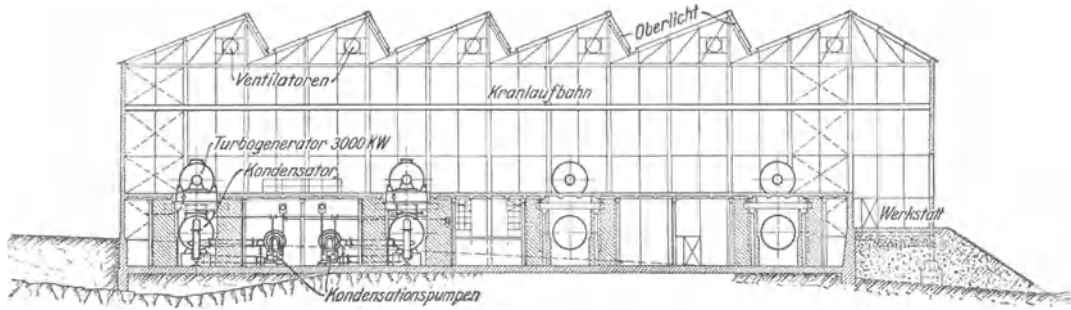 Oberlicht
Ventilatoren
Kranlaufbahn
Turbogenerator 3000 KW
Kondensator
Werkstatt
Kondensationspumpen